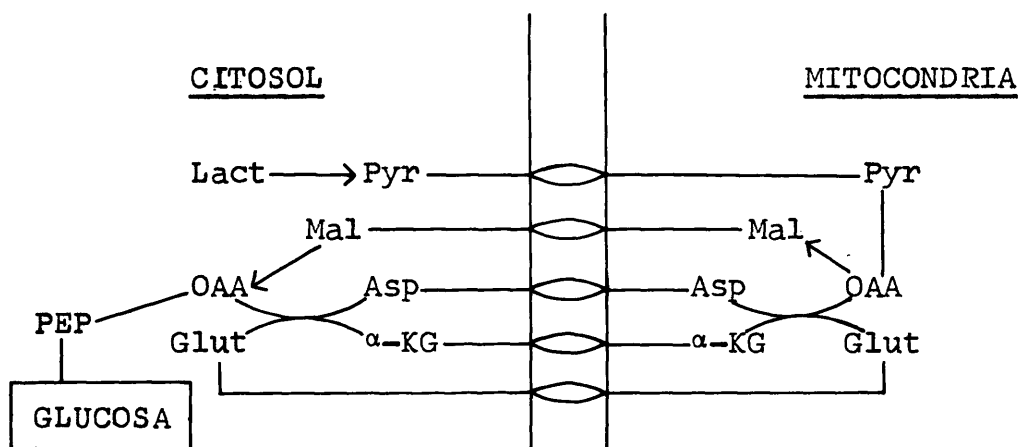 CITOSOL MITOCONDRIA
Lact Pyr Pyr
Mal Mal
OAA Asp Asp OAA
PEP
Glut α-KG α-KG Glut
GLUCOSA